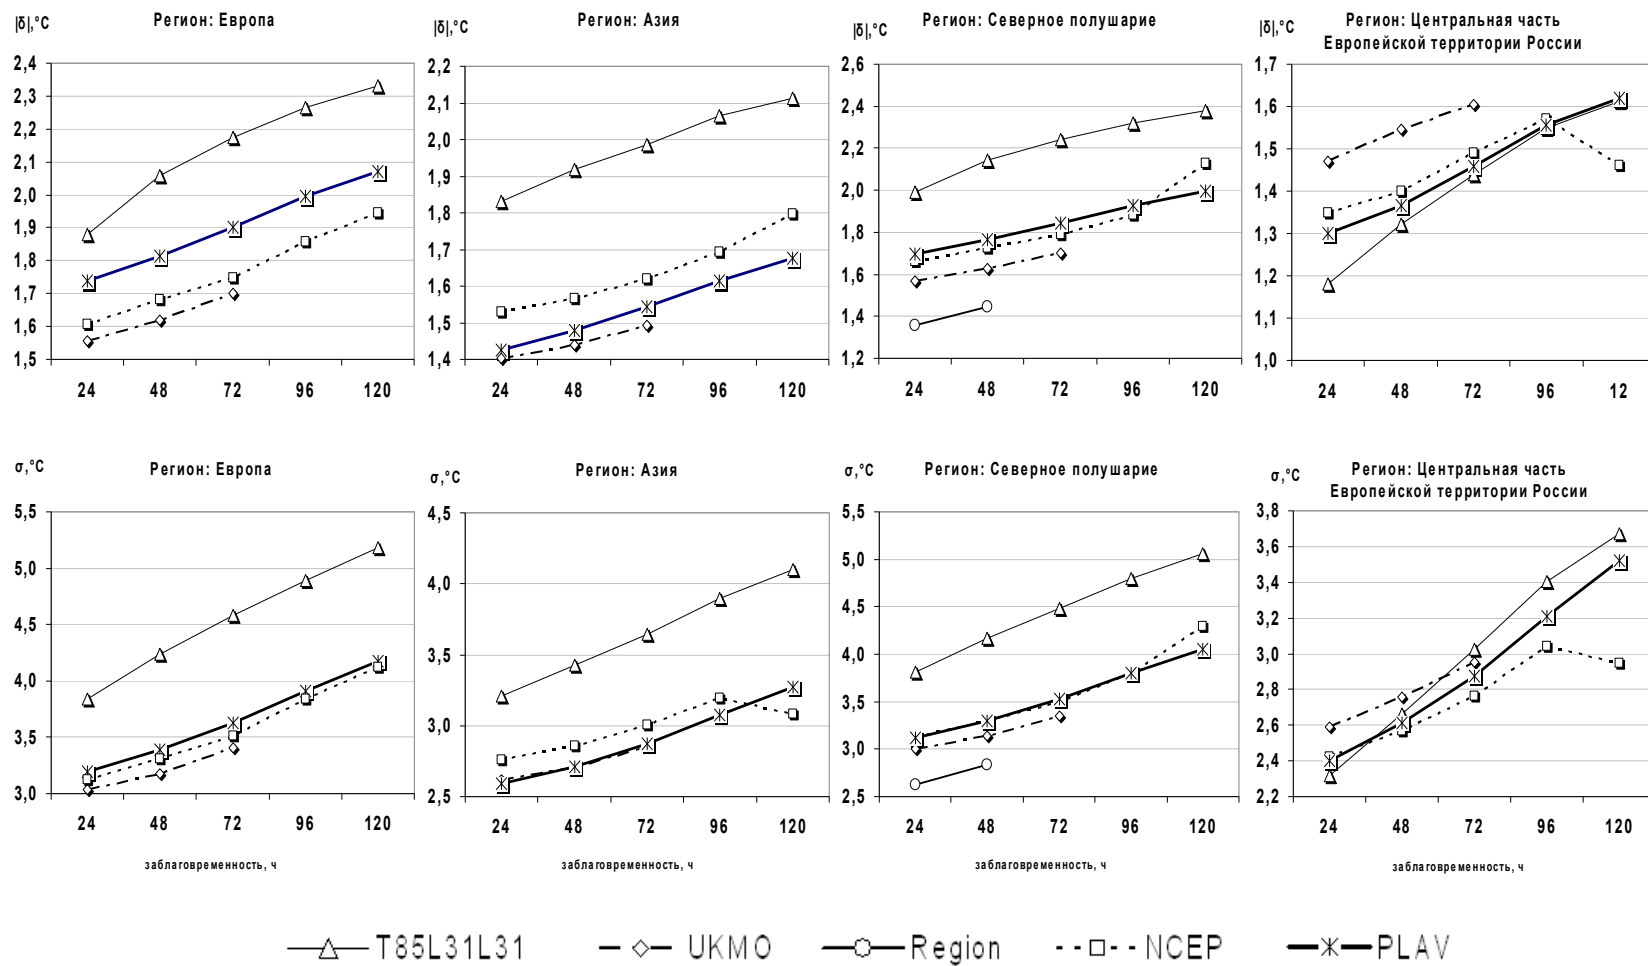 |δ|,°C
Регион: Европа
2,4
2,3
2,2
2,1
2,0
1,9
1,8
1,7
1,6
1,5
24 48 72 96 120
|δ|,°C
Регион: Азия
2,2
2,1
2,0
1,9
1,8
1,7
1,6
1,5
1,4
24 48 72 96 120
|δ|,°C
Регион: Северное полушарие
2,6
2,4
2,2
2,0
1,8
1,6
1,4
1,2
24 48 72 96 120
|δ|,°C
Регион: Центральная часть
Европейской территории России
1,7
1,6
1,5
1,4
1,3
1,2
1,1
1,0
24 48 72 96 12
σ,°C
Регион: Европа
5,5
5,0
4,5
4,0
3,5
3,0
24 48 72 96 120
заблаговременность, ч
σ,°C
Регион: Азия
4,5
4,0
3,5
3,0
2,5
24 48 72 96 120
заблаговременность, ч
σ,°C
Регион: Северное полушарие
5,5
5,0
4,5
4,0
3,5
3,0
2,5
24 48 72 96 120
заблаговременность, ч
σ,°C
Регион: Центральная часть
Европейской территории России
3,8
3,6
3,4
3,2
3,0
2,8
2,6
2,4
2,2
24 48 72 96 120
заблаговременность, ч
T85L31L31 UKMO Region NCEP PLAV